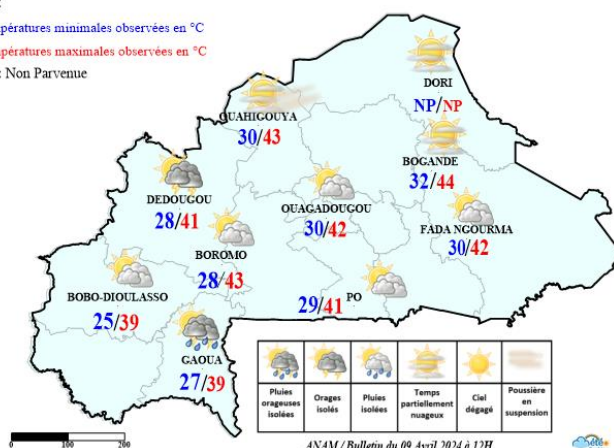 pératures minimales observées en °C
pératures maximales observées en °C
: Non Parvenue
DORI
NP/NP
OUAHIGOUYA
30/43
BOGANDE
32/44
DEDOUGOU
28/41
OUAGADOUGOU
30/42
FADA NGOURMA
30/42
BOROMO
28/43
BOBO-DIOULASSO
25/39
PO
29/41
GAOUA
27/39
Pluies orageuses isolées
Orages isolés
Pluies isolées
Temps partiellement nuageux
Ciel dégagé
Poussière en suspension
0 100 200
ANAM / Bulletin du 09 Avril 2024 à 12H